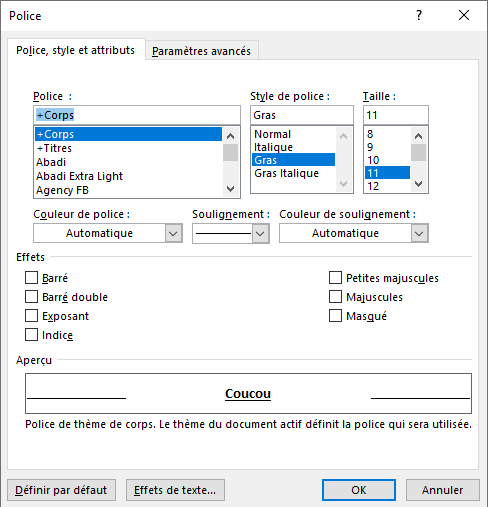 Police
? ×
Police, style et attributs Paramètres avancés
Police : Style de police : Taille :
+Corps Gras 11
+Corps Normal 8
+Titres Italique 9
Abadi Gras 10
Abadi Extra Light Gras Italique 11
Agency FB 12
Couleur de police : Soulignement : Couleur de soulignement :
Automatique Automatique
Effets
Barré Petites majuscules
Barré double Majuscules
Exposant Masqué
Indice
Aperçu
Coucou
Police de thème de corps. Le thème du document actif définit la police qui sera utilisée.
Définir par défaut Effets de texte... OK Annuler